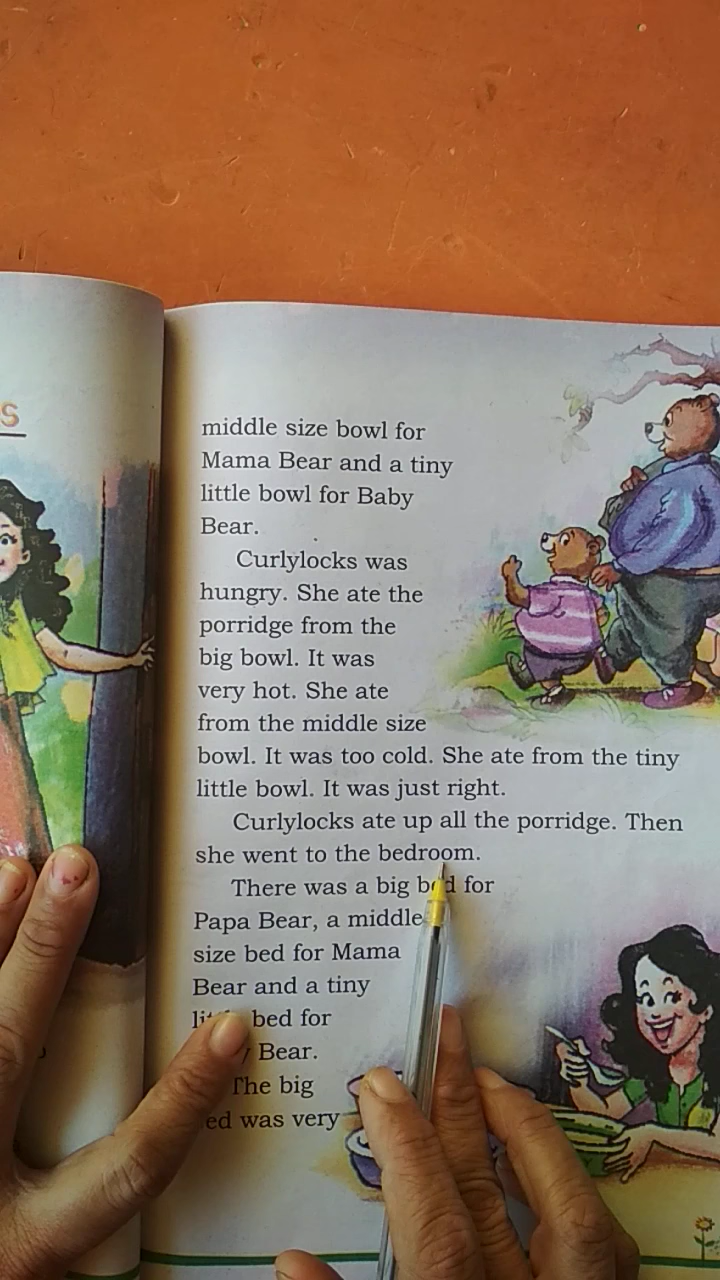 s
middle size bowl for
Mama Bear and a tiny
little bowl for Baby
Bear.
Curlylocks was
hungry. She ate the
porridge from the
big bowl. It was
very hot. She ate
from the middle size
bowl. It was too cold. She ate from the tiny
little bowl. It was just right.
Curlylocks ate up all the porridge. Then
she went to the bedroom.
There was a big bed for
Papa Bear, a middle
size bed for Mama
Bear and a tiny
bed for
Bear.
The big
was very